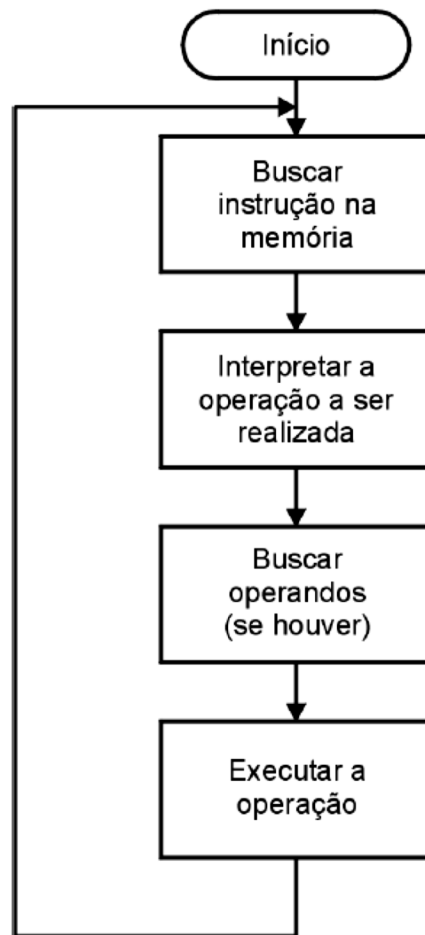 Início
Buscar
instrução na
memória
Interpretar a
operação a ser
realizada
Buscar
operandos
(se houver)
Executar a
operação